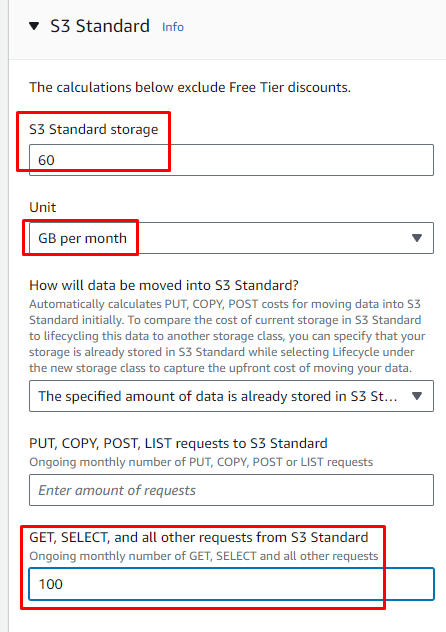 S3 Standard Info
The calculations below exclude Free Tier discounts.
S3 Standard storage
60
Unit
GB per month
How will data be moved into S3 Standard?
Automatically calculates PUT, COPY, POST costs for moving data into S3
Standard initially. To compare the cost of current storage in S3 Standard
to lifecycling this data to another storage class, you can specify that your
storage is already stored in S3 Standard while selecting Lifecycle under
the new storage class to capture the upfront cost of moving your data.
The specified amount of data is already stored in S3 St...
PUT, COPY, POST, LIST requests to S3 Standard
Ongoing monthly number of PUT, COPY, POST or LIST requests
Enter amount of requests
GET, SELECT, and all other requests from S3 Standard
Ongoing monthly number of GET, SELECT and all other requests
100